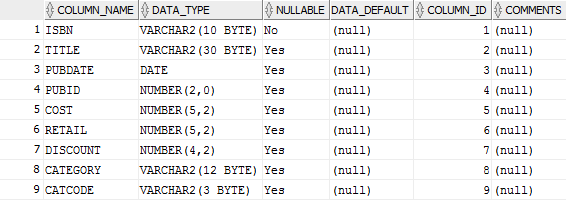 COLUMN_NAME DATA_TYPE NULLABLE DATA_DEFAULT COLUMN_ID COMMENTS
1 ISBN VARCHAR2(10 BYTE) No (null) 1 (null)
2 TITLE VARCHAR2(30 BYTE) Yes (null) 2 (null)
3 PUBDATE DATE Yes (null) 3 (null)
4 PUBID NUMBER(2,0) Yes (null) 4 (null)
5 COST NUMBER(5,2) Yes (null) 5 (null)
6 RETAIL NUMBER(5,2) Yes (null) 6 (null)
7 DISCOUNT NUMBER(4,2) Yes (null) 7 (null)
8 CATEGORY VARCHAR2(12 BYTE) Yes (null) 8 (null)
9 CATCODE VARCHAR2(3 BYTE) Yes (null) 9 (null)